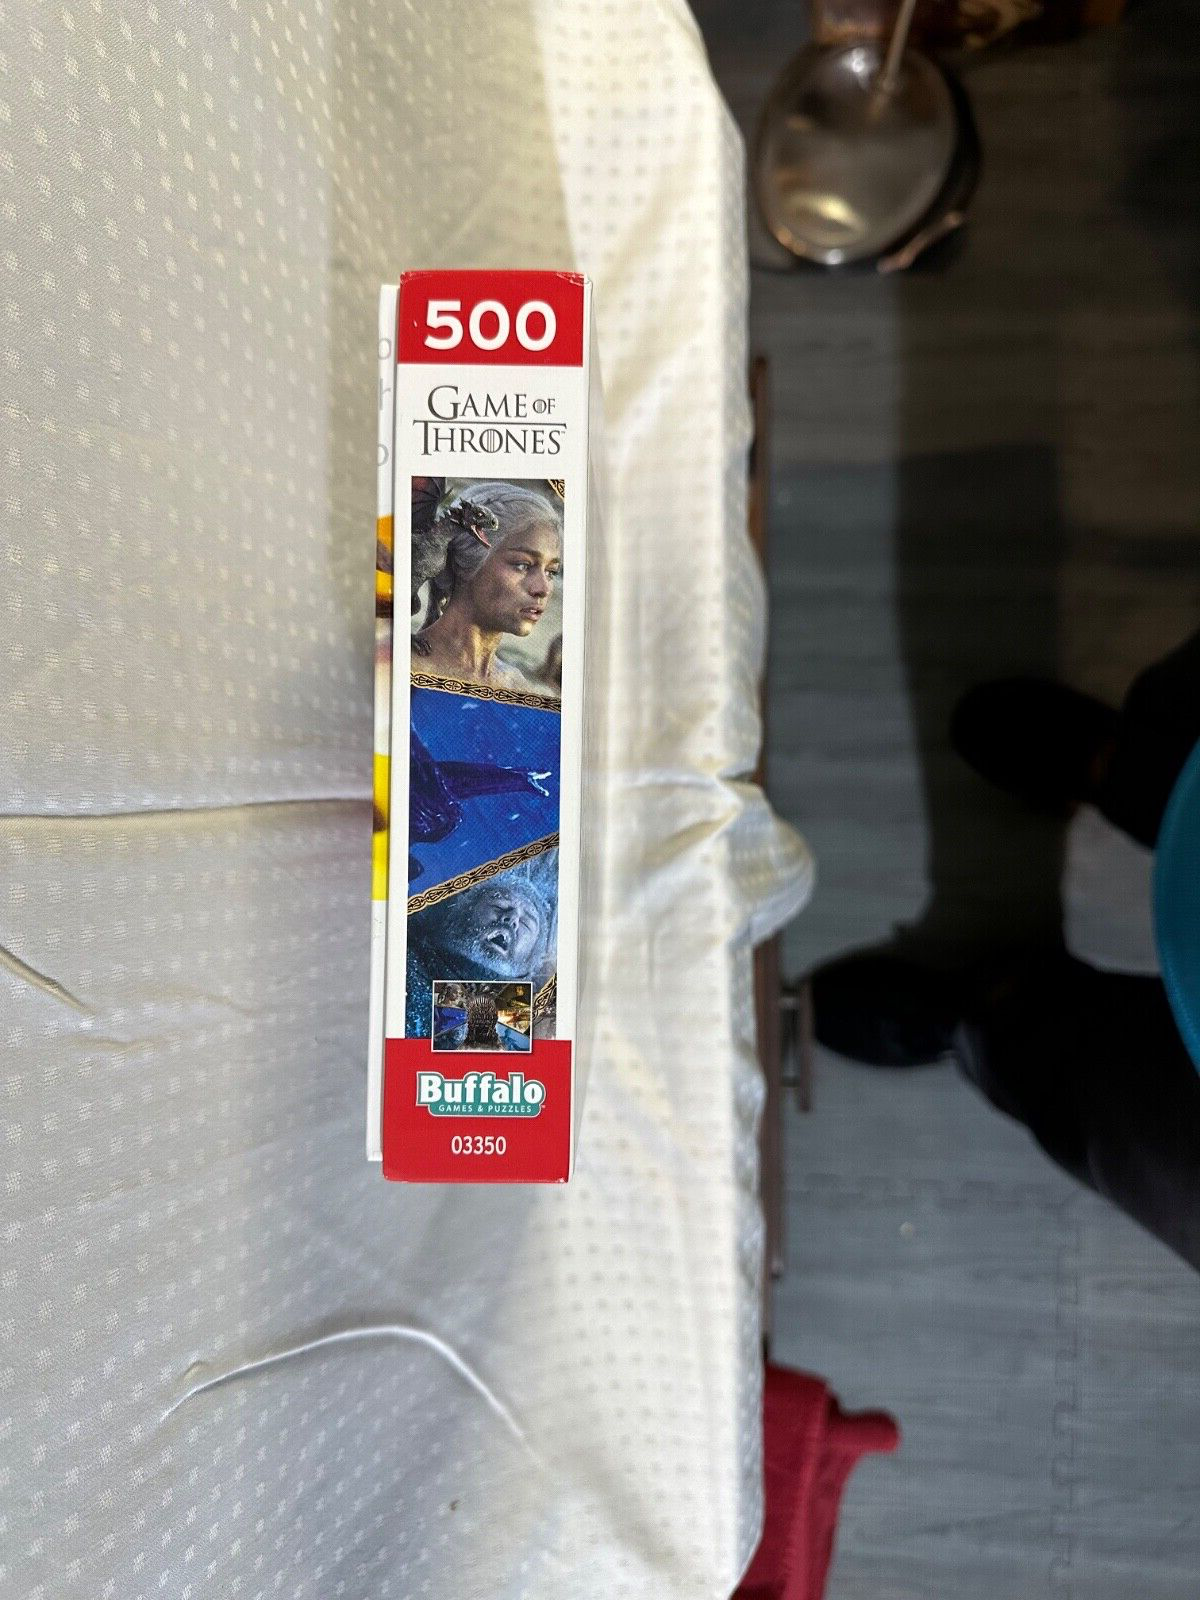 500
GAME OF
THRONES
Buffalo
GAMES & PUZZLES
03350